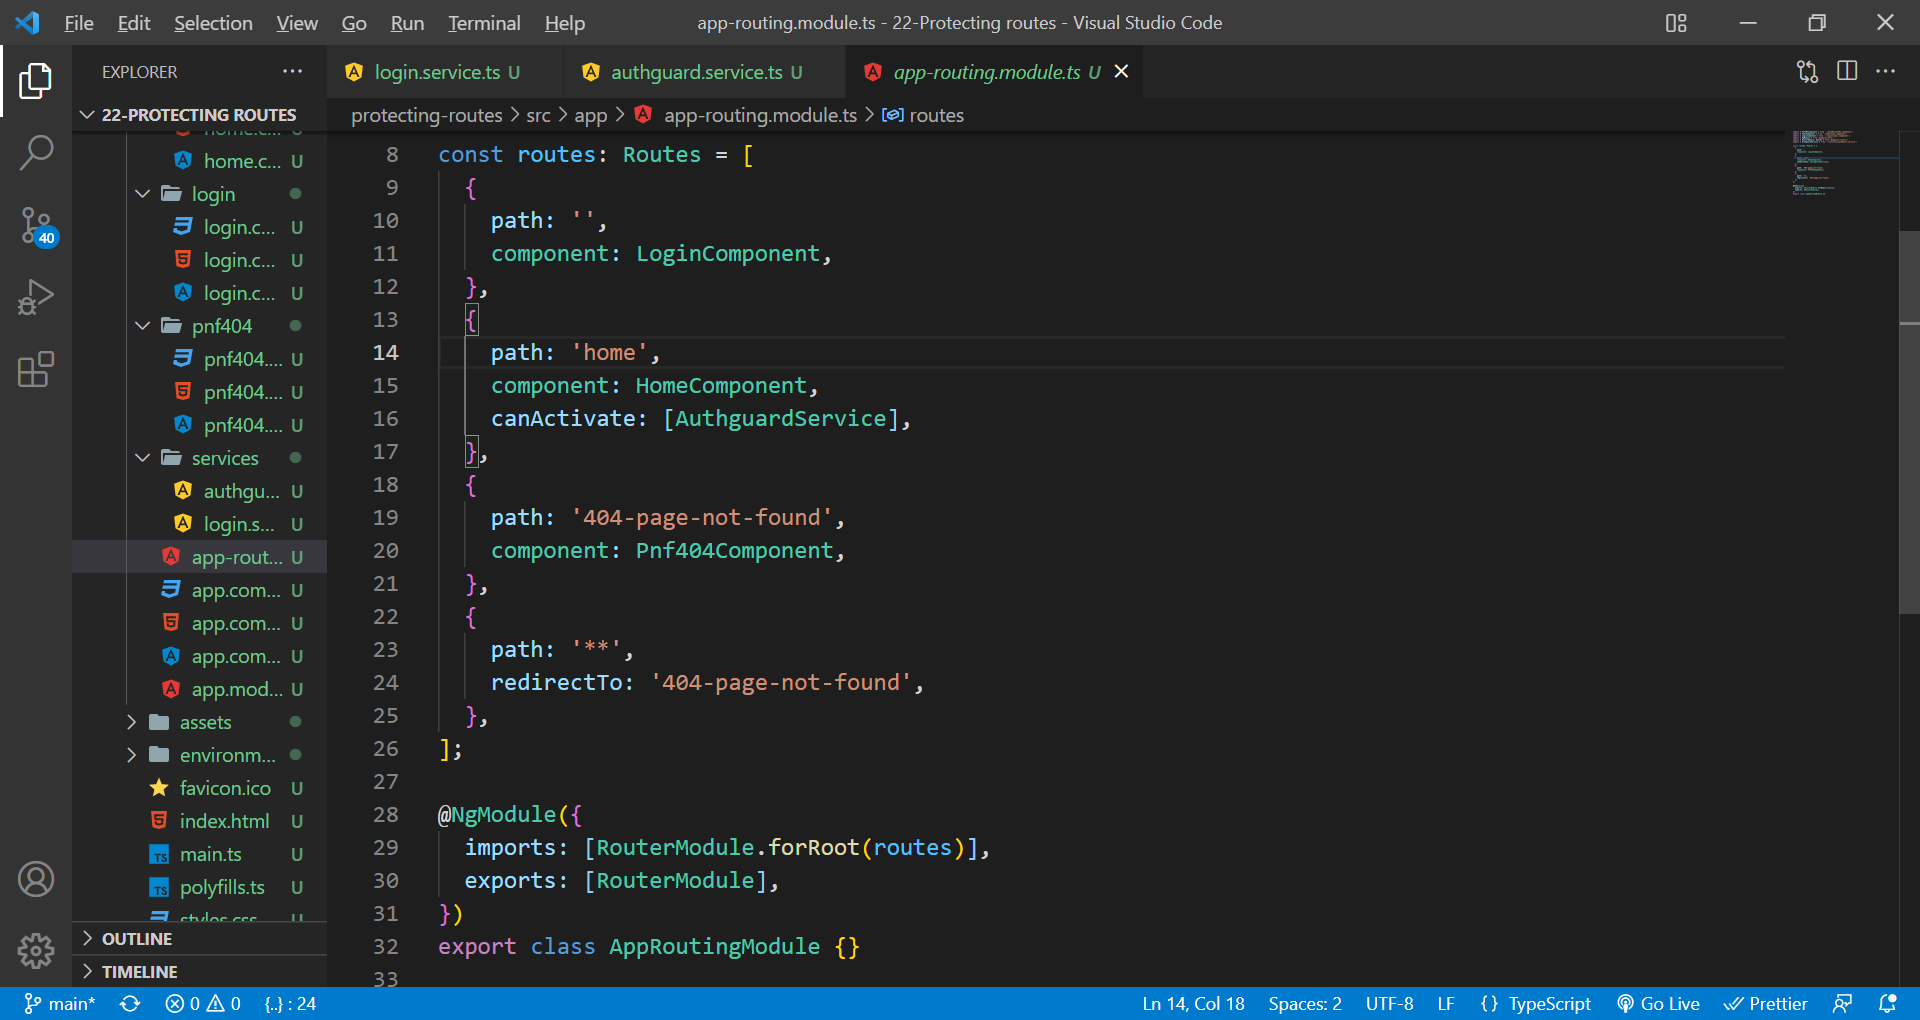 File Edit Selection View Go Run Terminal Help
app-routing.module.ts - 22-Protecting routes - Visual Studio Code
EXPLORER
login.service.ts U
authguard.service.ts U
app-routing.module.ts U
22-PROTECTING ROUTES
protecting-routes > src > app > app-routing.module.ts > routes
home.c... U
login
login.c... U
login.c... U
login.c... U
pnf404
pnf404.... U
pnf404.... U
pnf404.... U
services
authgu... U
login.s... U
app-rout... U
app.com... U
app.com... U
app.com... U
app.mod... U
assets
environm...
favicon.ico U
index.html U
main.ts U
polyfills.ts U
styles.css U
OUTLINE
TIMELINE
40
8 const routes: Routes = [
9 {
10 path: '',
11 component: LoginComponent,
12 },
13 {
14 path: 'home',
15 component: HomeComponent,
16 canActivate: [AuthguardService],
17 },
18 {
19 path: '404-page-not-found',
20 component: Pnf404Component,
21 },
22 {
23 path: '**',
24 redirectTo: '404-page-not-found',
25 },
26 ];
27
28 @NgModule({
29 imports: [RouterModule.forRoot(routes)],
30 exports: [RouterModule],
31 })
32 export class AppRoutingModule {}
33
main* 0 0 {..} : 24
Ln 14, Col 18 Spaces: 2 UTF-8 LF {} TypeScript Go Live Prettier